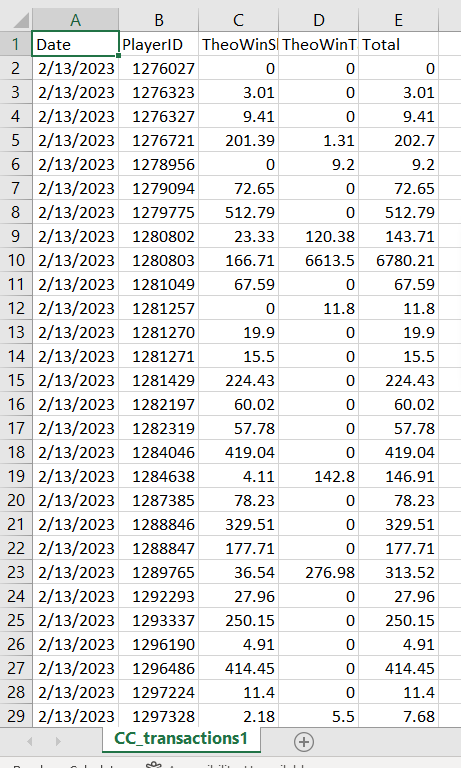 A B C D E
1 Date PlayerID TheoWinSl TheoWinT Total
2 2/13/2023 1276027 0 0 0
3 2/13/2023 1276323 3.01 0 3.01
4 2/13/2023 1276327 9.41 0 9.41
5 2/13/2023 1276721 201.39 1.31 202.7
6 2/13/2023 1278956 0 9.2 9.2
7 2/13/2023 1279094 72.65 0 72.65
8 2/13/2023 1279775 512.79 0 512.79
9 2/13/2023 1280802 23.33 120.38 143.71
10 2/13/2023 1280803 166.71 6613.5 6780.21
11 2/13/2023 1281049 67.59 0 67.59
12 2/13/2023 1281257 0 11.8 11.8
13 2/13/2023 1281270 19.9 0 19.9
14 2/13/2023 1281271 15.5 0 15.5
15 2/13/2023 1281429 224.43 0 224.43
16 2/13/2023 1282197 60.02 0 60.02
17 2/13/2023 1282319 57.78 0 57.78
18 2/13/2023 1284046 419.04 0 419.04
19 2/13/2023 1284638 4.11 142.8 146.91
20 2/13/2023 1287385 78.23 0 78.23
21 2/13/2023 1288846 329.51 0 329.51
22 2/13/2023 1288847 177.71 0 177.71
23 2/13/2023 1289765 36.54 276.98 313.52
24 2/13/2023 1292293 27.96 0 27.96
25 2/13/2023 1293337 250.15 0 250.15
26 2/13/2023 1296190 4.91 0 4.91
27 2/13/2023 1296486 414.45 0 414.45
28 2/13/2023 1297224 11.4 0 11.4
29 2/13/2023 1297328 2.18 5.5 7.68
CC_transactions1